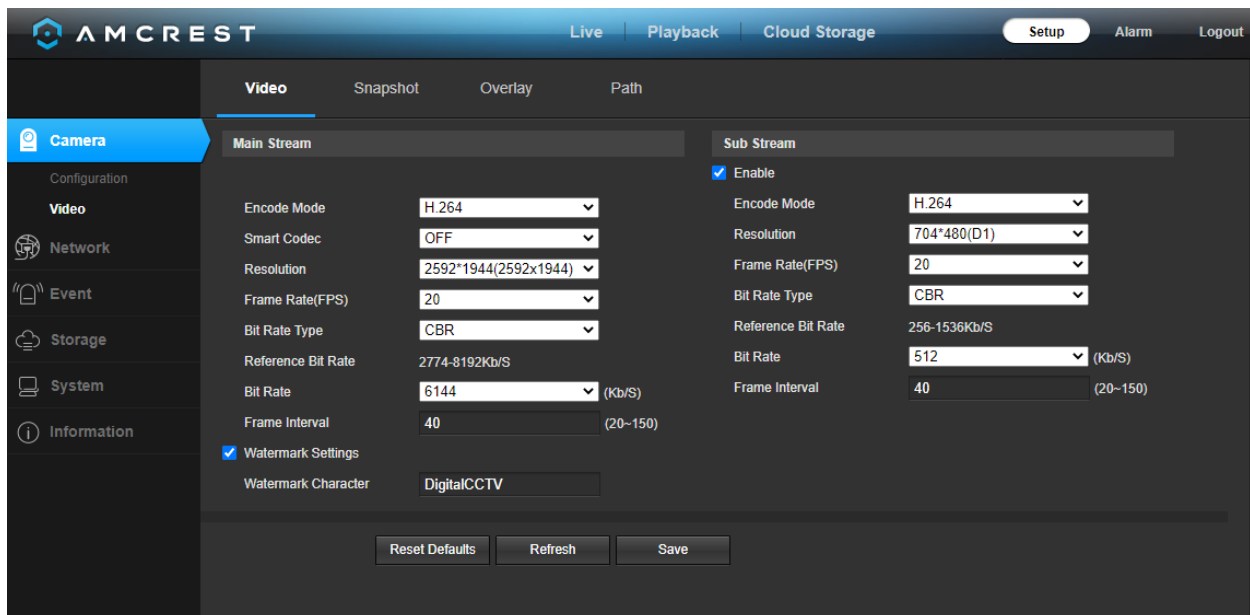 AMCREST Live Playback Cloud Storage Setup Alarm Logout
Video Snapshot Overlay Path
Camera
Configuration
Video
Network
Event
Storage
System
Information
Main Stream
Encode Mode H.264
Smart Codec OFF
Resolution 2592*1944(2592x1944)
Frame Rate(FPS) 20
Bit Rate Type CBR
Reference Bit Rate 2774-8192Kb/S
Bit Rate 6144 (Kb/S)
Frame Interval 40 (20~150)
Watermark Settings
Watermark Character DigitalCCTV
Sub Stream
Enable
Encode Mode H.264
Resolution 704*480(D1)
Frame Rate(FPS) 20
Bit Rate Type CBR
Reference Bit Rate 256-1536Kb/S
Bit Rate 512 (Kb/S)
Frame Interval 40 (20~150)
Reset Defaults Refresh Save